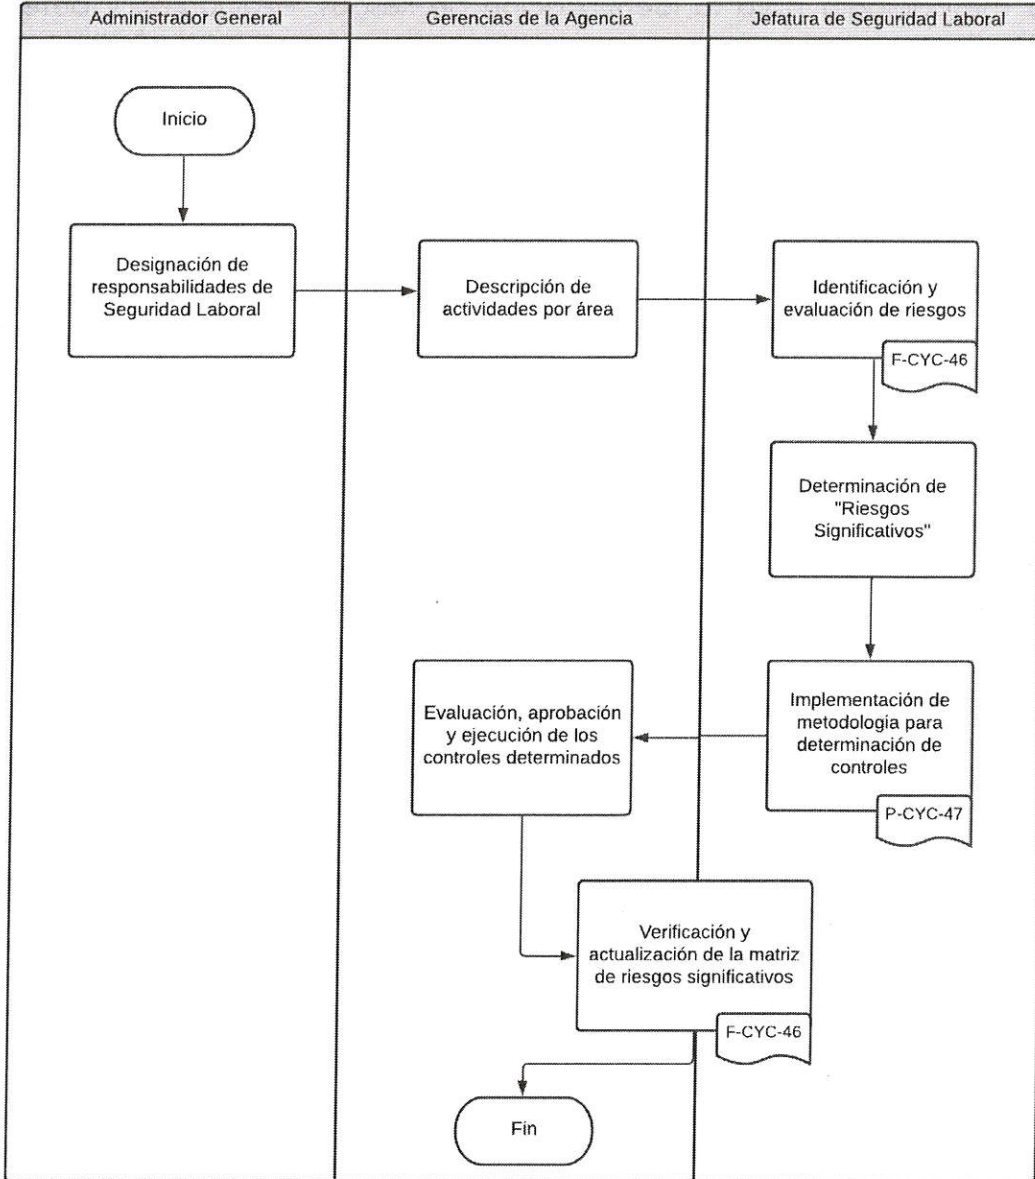 Administrador General
Gerencias de la Agencia
Jefatura de Seguridad Laboral
Inicio
Designación de
responsabilidades de
Seguridad Laboral
Descripción de
actividades por área
Identificación y
evaluación de riesgos
F-CYC-46
Determinación de
"Riesgos
Significativos"
Implementación de
metodología para
determinación de
controles
P-CYC-47
Evaluación, aprobación
y ejecución de los
controles determinados
Verificación y
actualización de la matriz
de riesgos significativos
F-CYC-46
Fin